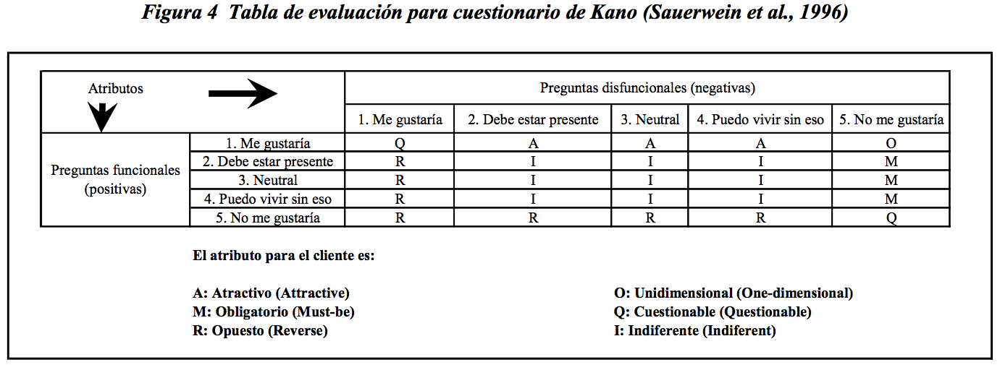 Figura 4 Tabla de evaluación para cuestionario de Kano (Sauerwein et al., 1996)
Atributos
Preguntas disfuncionales (negativas)
1. Me gustaría 2. Debe estar presente 3. Neutral 4. Puedo vivir sin eso 5. No me gustaría
Preguntas funcionales (positivas)
1. Me gustaría Q A A A O
2. Debe estar presente R I I I M
3. Neutral R I I I M
4. Puedo vivir sin eso R I I I M
5. No me gustaría R R R R Q
El atributo para el cliente es:
A: Atractivo (Attractive) O: Unidimensional (One-dimensional)
M: Obligatorio (Must-be) Q: Cuestionable (Questionable)
R: Opuesto (Reverse) I: Indiferente (Indiferent)